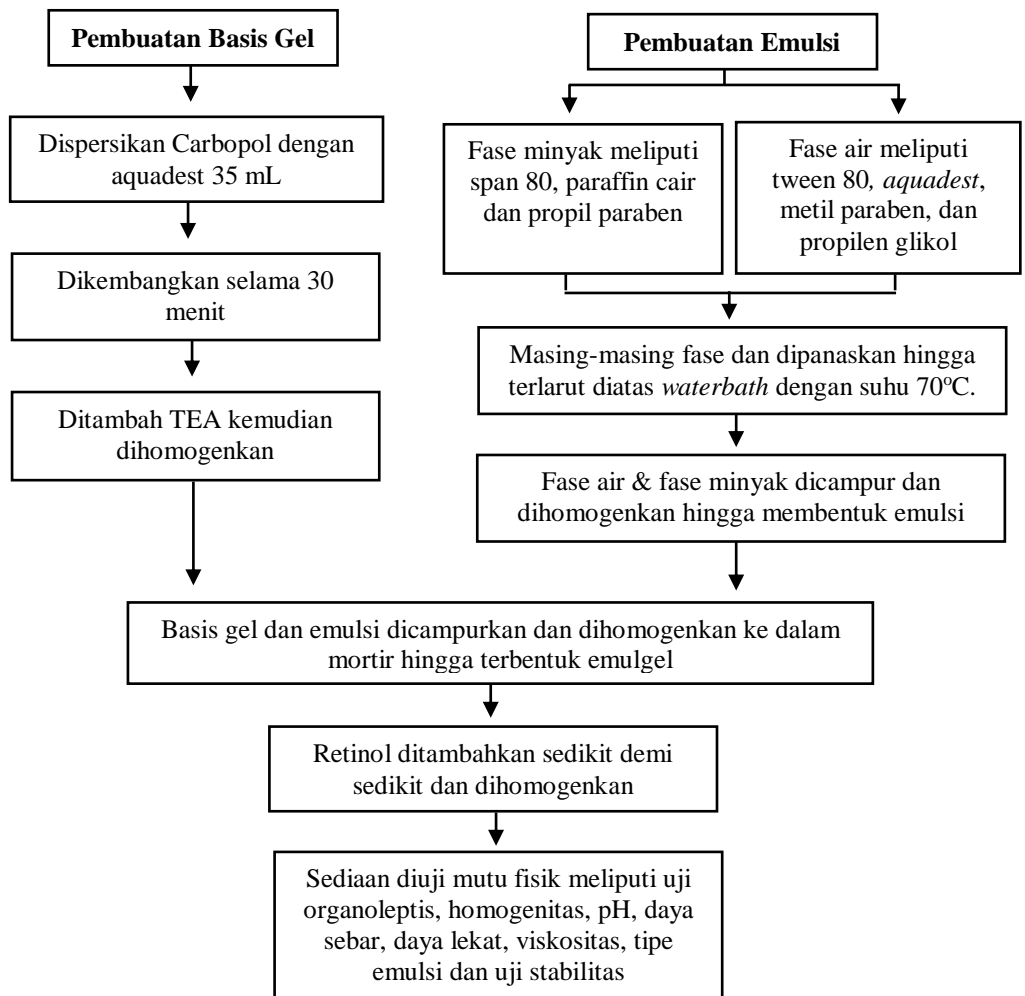 Pembuatan Basis Gel
Dispersikan Carbopol dengan
aquadest 35 mL
Dikembangkan selama 30
menit
Ditambah TEA kemudian
dihomogenkan
Pembuatan Emulsi
Fase minyak meliputi
span 80, paraffin cair
dan propil paraben
Fase air meliputi
tween 80, aquadest,
metil paraben, dan
propilen glikol
Masing-masing fase dan dipanaskan hingga
terlarut diatas waterbath dengan suhu 70°C.
Fase air & fase minyak dicampur dan
dihomogenkan hingga membentuk emulsi
Basis gel dan emulsi dicampurkan dan dihomogenkan ke dalam
mortir hingga terbentuk emulgel
Retinol ditambahkan sedikit demi
sedikit dan dihomogenkan
Sediaan diuji mutu fisik meliputi uji
organoleptis, homogenitas, pH, daya
sebar, daya lekat, viskositas, tipe
emulsi dan uji stabilitas